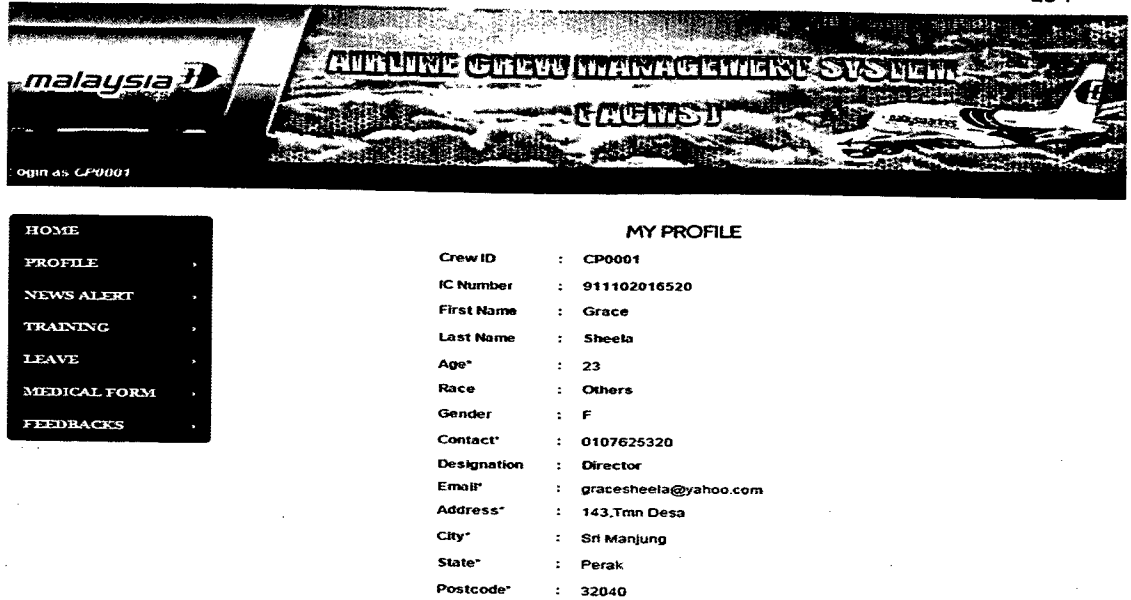 malaysia
AIRLINE CREW MANAGEMENT SYSTEM
ogin as CP0001
HOME
PROFILE
NEWS ALERT
TRAINING
LEAVE
MEDICAL FORM
FEEDBACKS
MY PROFILE
Crew ID : CP0001
IC Number : 911102016520
First Name : Grace
Last Name : Sheela
Age* : 23
Race : Others
Gender : F
Contact* : 0107625320
Designation : Director
Email* : gracesheela@yahoo.com
Address* : 143,Tmn Desa
City* : Sri Manjung
State* : Perak
Postcode* : 32040